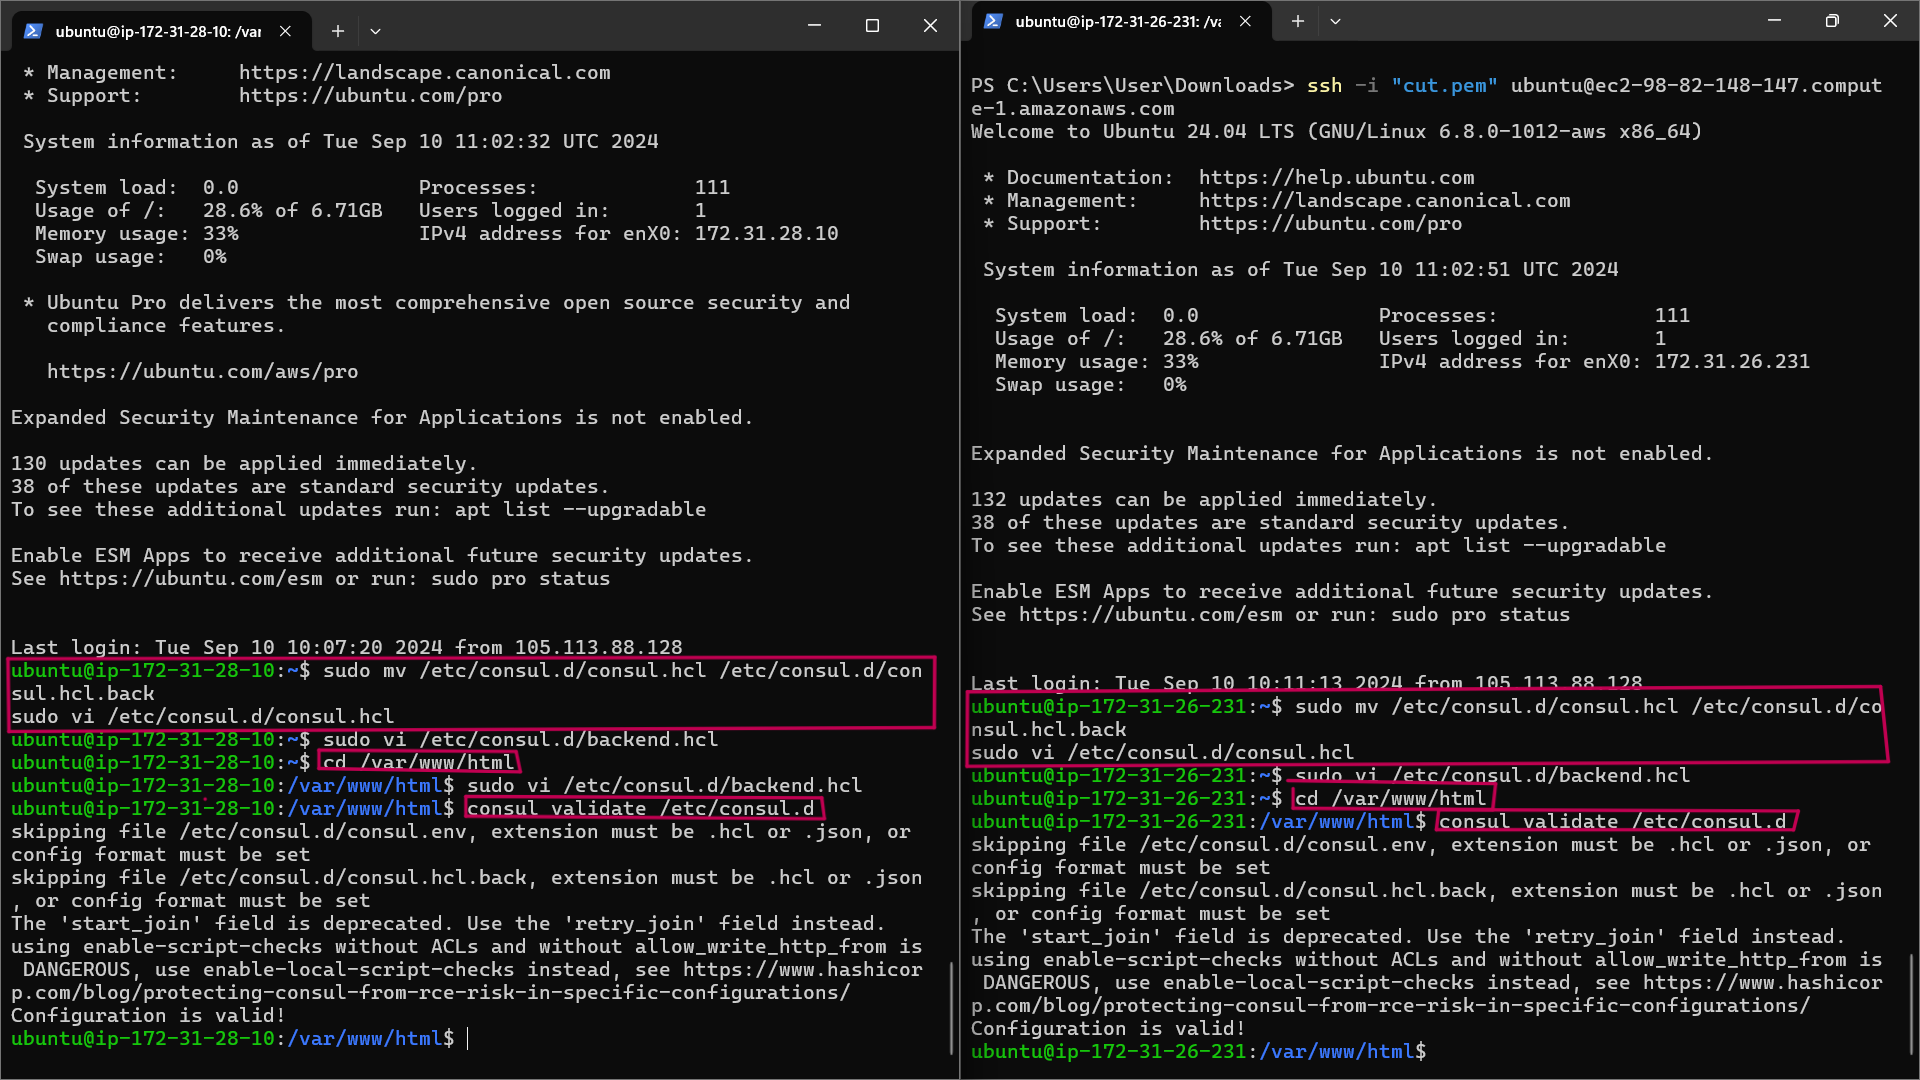 ubuntu@ip-172-31-28-10: /var
* Management:     https://landscape.canonical.com
* Support:        https://ubuntu.com/pro
System information as of Tue Sep 10 11:02:32 UTC 2024
System load:  0.0               Processes:             111
Usage of /:   28.6% of 6.71GB   Users logged in:       1
Memory usage: 33%               IPv4 address for enX0: 172.31.28.10
Swap usage:   0%
* Ubuntu Pro delivers the most comprehensive open source security and
compliance features.
https://ubuntu.com/aws/pro
Expanded Security Maintenance for Applications is not enabled.
130 updates can be applied immediately.
38 of these updates are standard security updates.
To see these additional updates run: apt list --upgradable
Enable ESM Apps to receive additional future security updates.
See https://ubuntu.com/esm or run: sudo pro status
Last login: Tue Sep 10 10:07:20 2024 from 105.113.88.128
ubuntu@ip-172-31-28-10:~$ sudo mv /etc/consul.d/consul.hcl /etc/consul.d/con
sul.hcl.back
sudo vi /etc/consul.d/consul.hcl
ubuntu@ip-172-31-28-10:~$ sudo vi /etc/consul.d/backend.hcl
ubuntu@ip-172-31-28-10:~$ cd /var/www/html
ubuntu@ip-172-31-28-10:/var/www/html$ sudo vi /etc/consul.d/backend.hcl
ubuntu@ip-172-31-28-10:/var/www/html$ consul validate /etc/consul.d
skipping file /etc/consul.d/consul.env, extension must be .hcl or .json, or
config format must be set
skipping file /etc/consul.d/consul.hcl.back, extension must be .hcl or .json
, or config format must be set
The 'start_join' field is deprecated. Use the 'retry_join' field instead.
using enable-script-checks without ACLs and without allow_write_http_from is
DANGEROUS, use enable-local-script-checks instead, see https://www.hashicor
p.com/blog/protecting-consul-from-rce-risk-in-specific-configurations/
Configuration is valid!
ubuntu@ip-172-31-28-10:/var/www/html$
ubuntu@ip-172-31-26-231: /va
PS C:\Users\User\Downloads> ssh -i "cut.pem" ubuntu@ec2-98-82-148-147.comput
e-1.amazonaws.com
Welcome to Ubuntu 24.04 LTS (GNU/Linux 6.8.0-1012-aws x86_64)
* Documentation:  https://help.ubuntu.com
* Management:     https://landscape.canonical.com
* Support:        https://ubuntu.com/pro
System information as of Tue Sep 10 11:02:51 UTC 2024
System load:  0.0               Processes:             111
Usage of /:   28.6% of 6.71GB   Users logged in:       1
Memory usage: 33%               IPv4 address for enX0: 172.31.26.231
Swap usage:   0%
Expanded Security Maintenance for Applications is not enabled.
132 updates can be applied immediately.
38 of these updates are standard security updates.
To see these additional updates run: apt list --upgradable
Enable ESM Apps to receive additional future security updates.
See https://ubuntu.com/esm or run: sudo pro status
Last login: Tue Sep 10 10:11:13 2024 from 105.113.88.128
ubuntu@ip-172-31-26-231:~$ sudo mv /etc/consul.d/consul.hcl /etc/consul.d/co
nsul.hcl.back
sudo vi /etc/consul.d/consul.hcl
ubuntu@ip-172-31-26-231:~$ sudo vi /etc/consul.d/backend.hcl
ubuntu@ip-172-31-26-231:~$ cd /var/www/html
ubuntu@ip-172-31-26-231:/var/www/html$ consul validate /etc/consul.d
skipping file /etc/consul.d/consul.env, extension must be .hcl or .json, or
config format must be set
skipping file /etc/consul.d/consul.hcl.back, extension must be .hcl or .json
, or config format must be set
The 'start_join' field is deprecated. Use the 'retry_join' field instead.
using enable-script-checks without ACLs and without allow_write_http_from is
DANGEROUS, use enable-local-script-checks instead, see https://www.hashicor
p.com/blog/protecting-consul-from-rce-risk-in-specific-configurations/
Configuration is valid!
ubuntu@ip-172-31-26-231:/var/www/html$